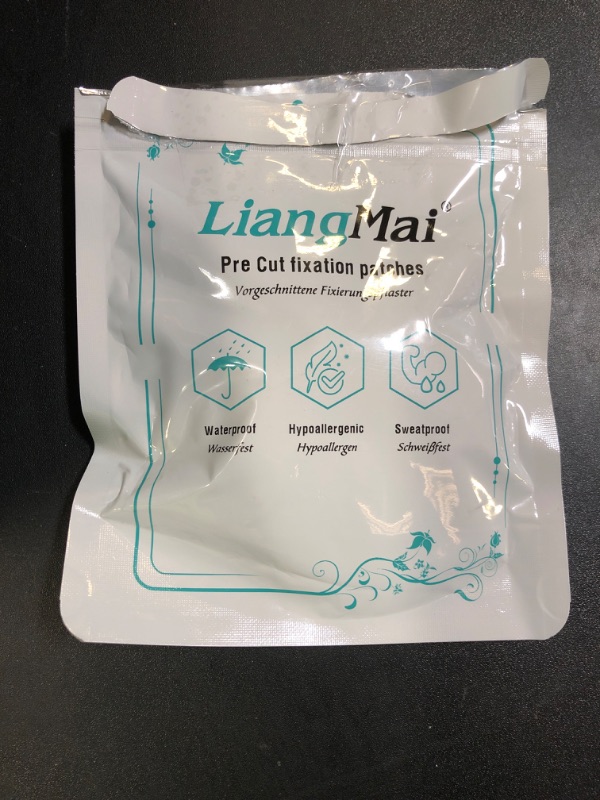 LiangMai®
Pre Cut fixation patches
Vorgeschnittene Fixierungspflaster
Waterproof Hypoallergenic Sweatproof
Wasserfest Hypoallergen Schweißfest